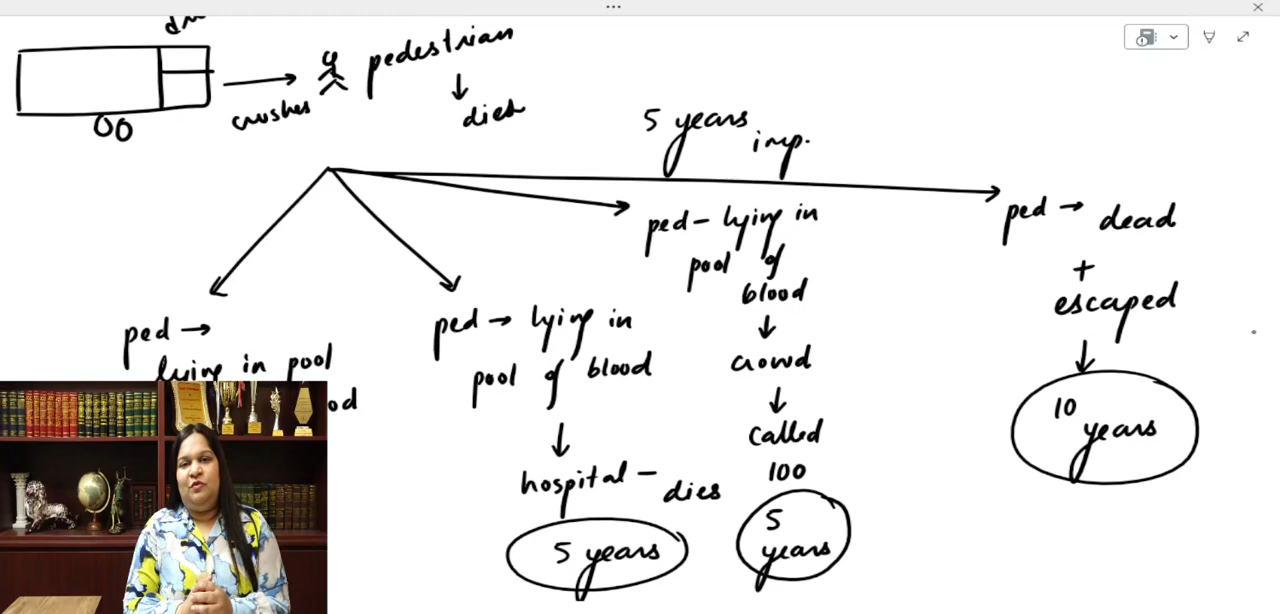 crushes
pedestrian
dies
5 years
imp.
ped → lying in pool
od
ped → lying in
pool of blood
hospital — dies
5 years
ped – lying in
pool of
blood
crowd
called
100
5
years
ped → dead
+
escaped
10
years